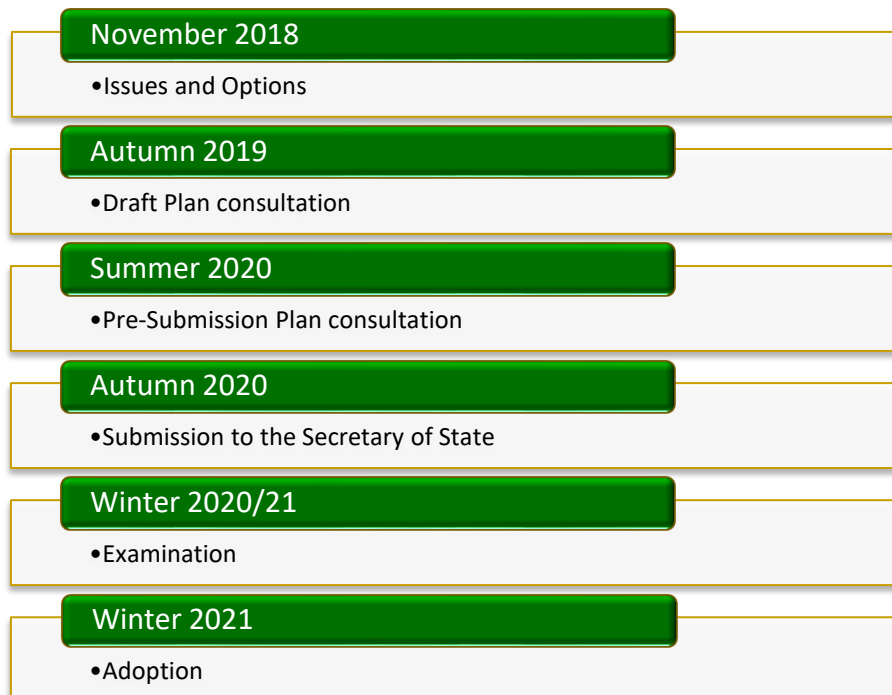 November 2018
•Issues and Options
Autumn 2019
•Draft Plan consultation
Summer 2020
•Pre-Submission Plan consultation
Autumn 2020
•Submission to the Secretary of State
Winter 2020/21
•Examination
Winter 2021
•Adoption